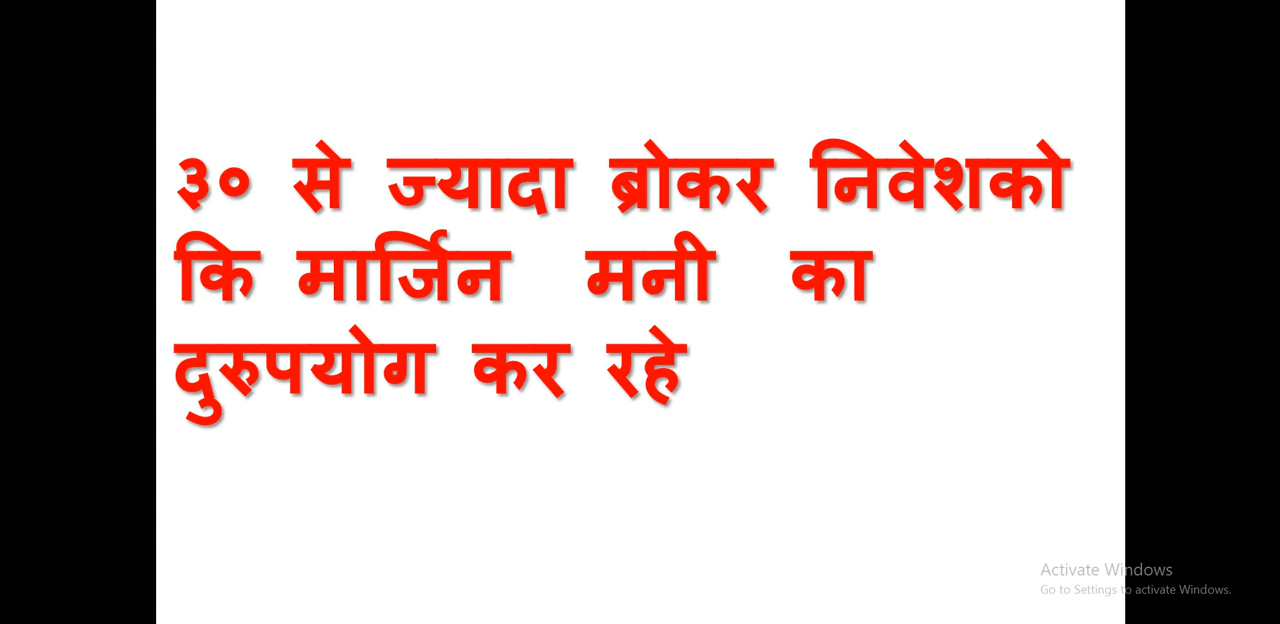 ३० से ज्यादा ब्रोकर निवेशको
कि मार्जिन मनी का
दुरुपयोग कर रहे
Activate Windows
Go to Settings to activate Windows.